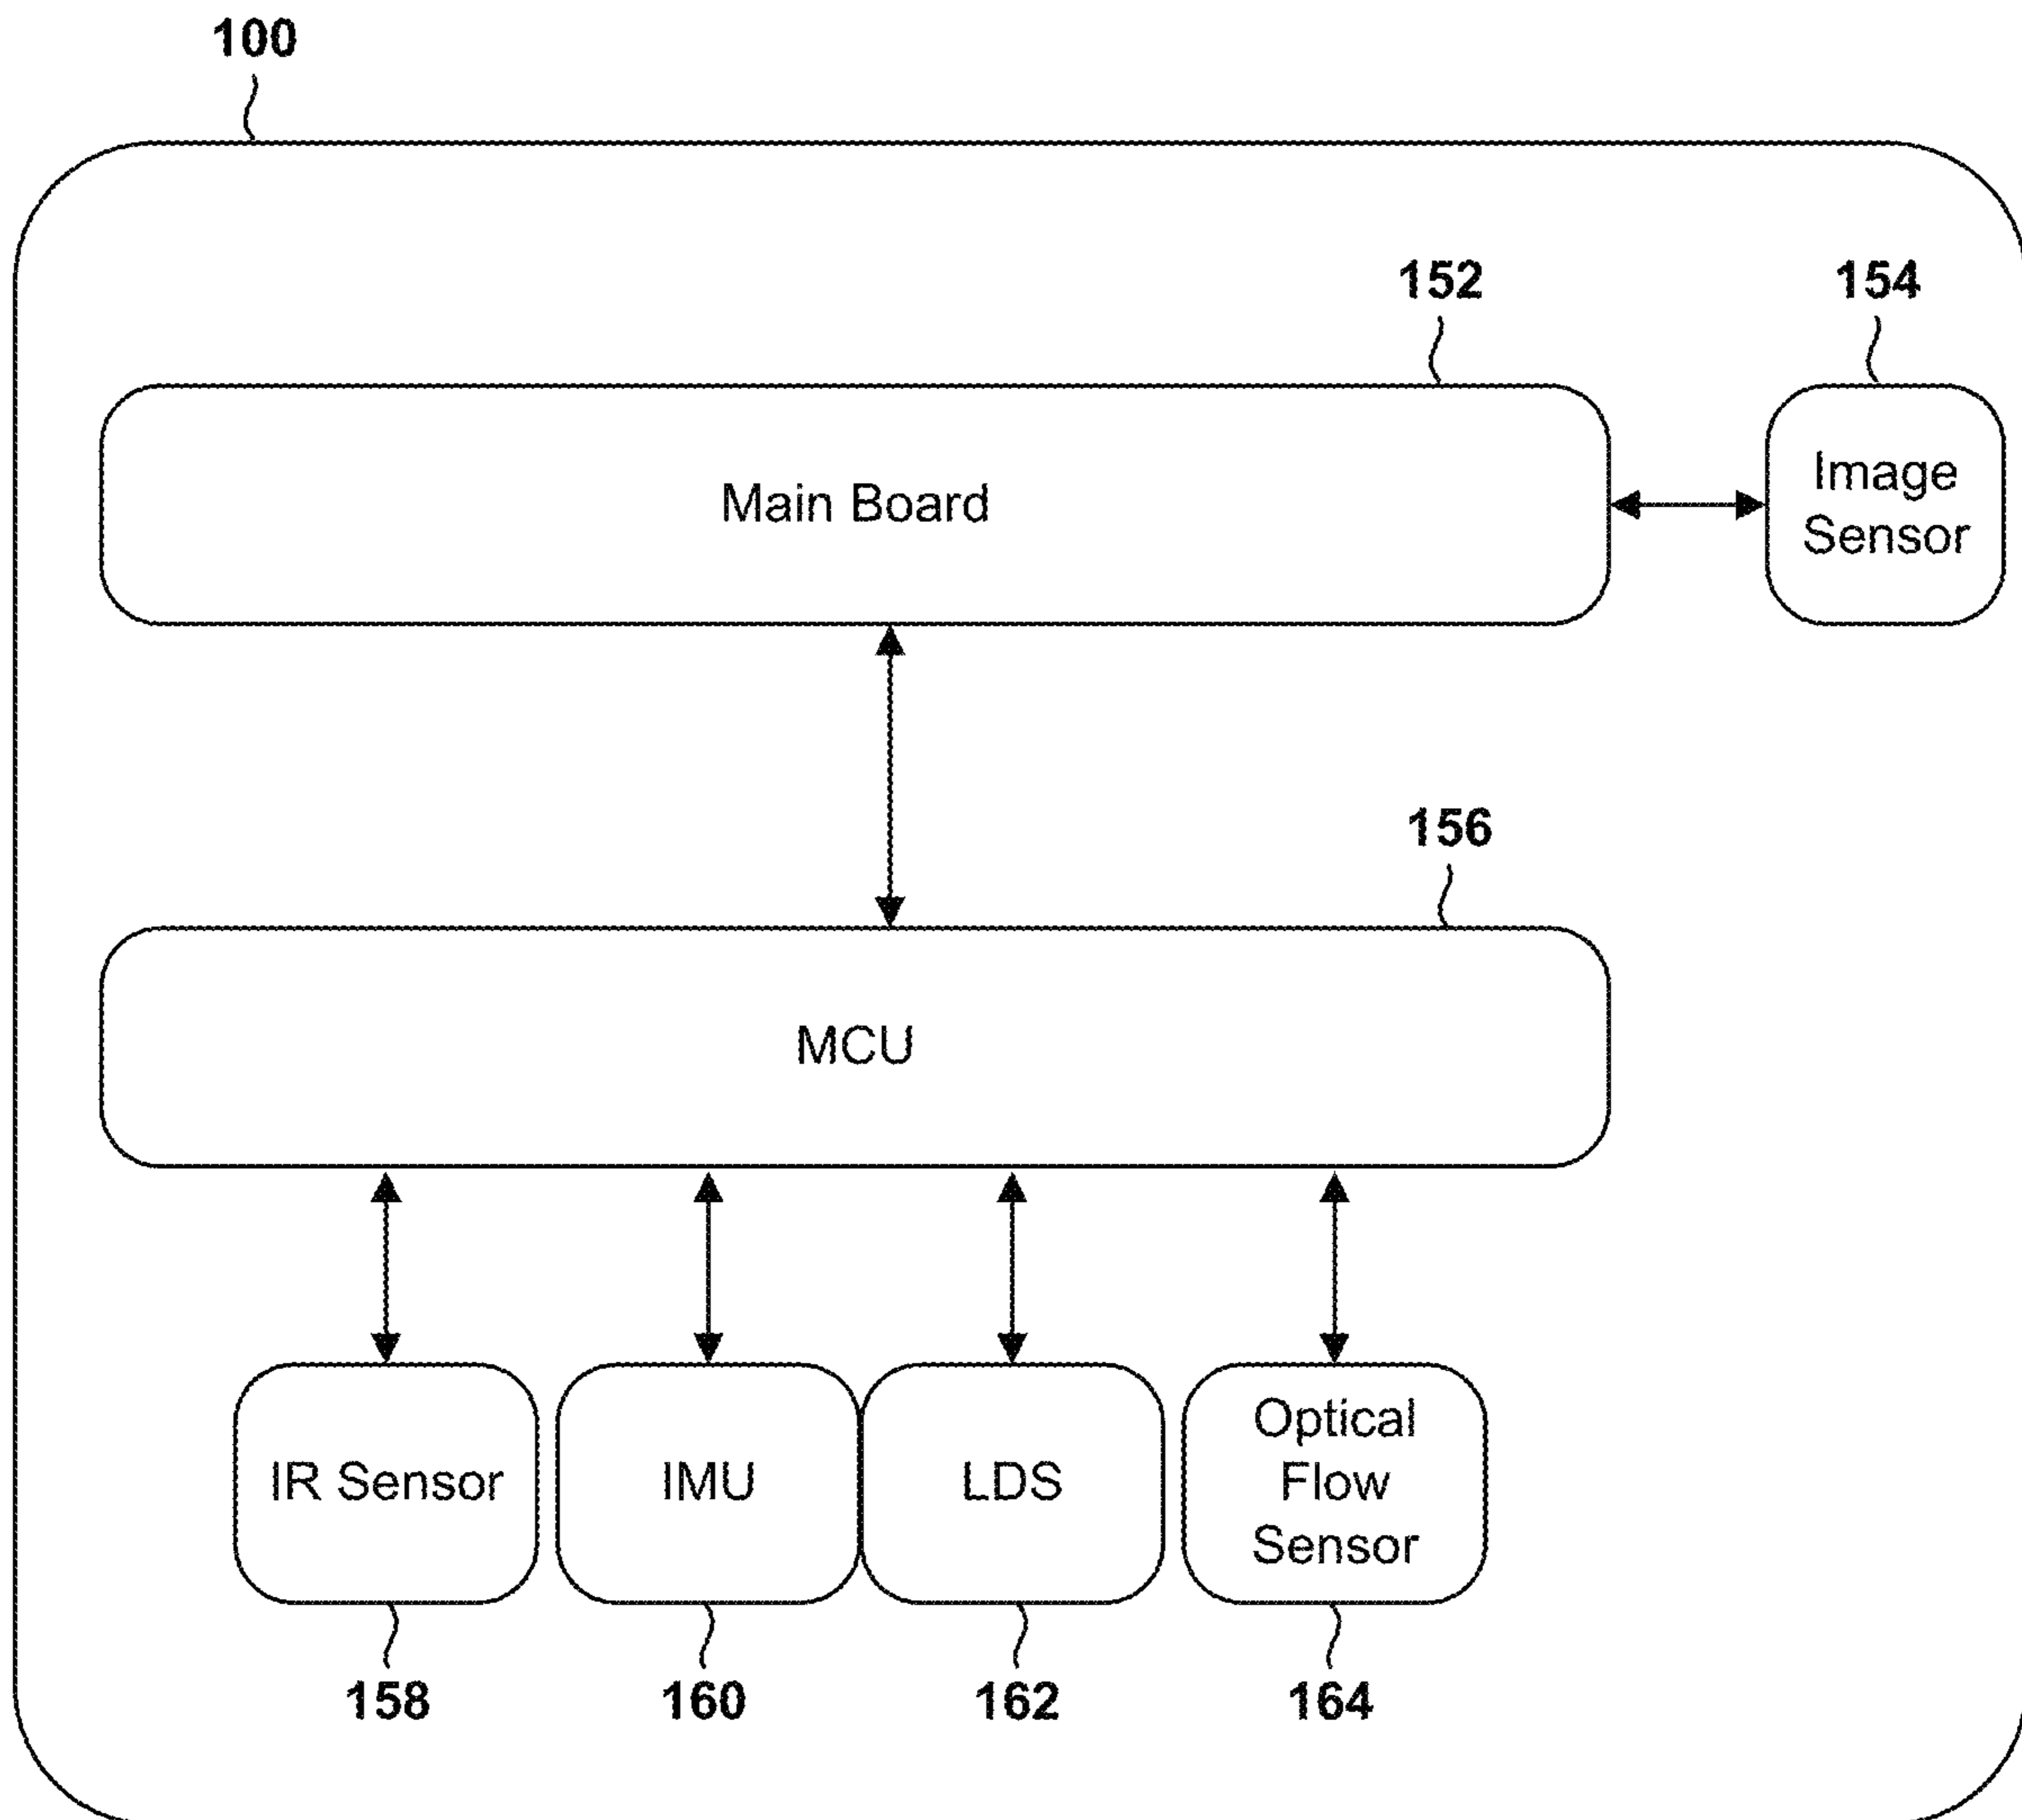 100
152
154
Main Board
Image
Sensor
156
MCU
IR Sensor
IMU
LDS
Optical
Flow
Sensor
158
160
162
164